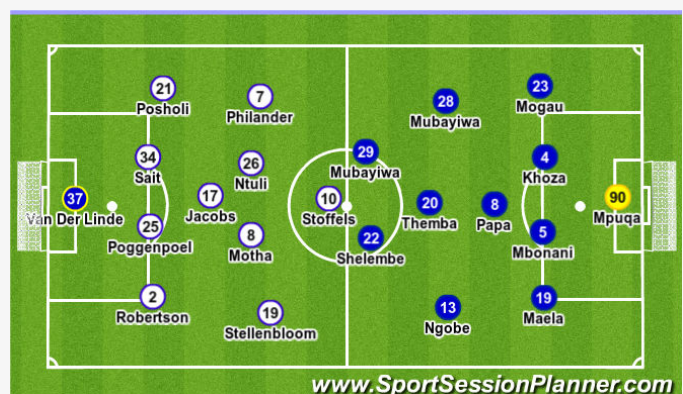 21
Posholi
7
Philander
28
Mubayiwa
23
Mogau
34
Sait
26
Ntuli
29
Mubayiwa
4
Khoza
37
Van Der Linde
17
Jacobs
10
Stoffels
20
Themba
8
Papa
90
Mpuqa
25
Poggenpoel
8
Motha
22
Shelembe
5
Mbonani
2
Robertson
19
Stellenbloom
13
Ngobe
19
Maela
www.SportSessionPlanner.com